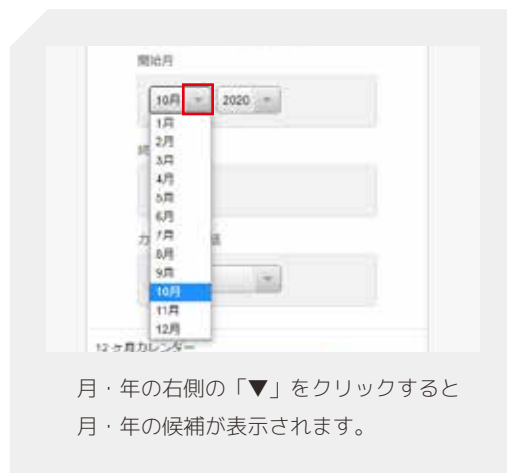 開始月
10月 2020
1月
2月
3月
4月
5月
6月
7月
8月
9月
10月
11月
12月
12ヶ月カレンダー
月・年の右側の「▼」をクリックすると
月・年の候補が表示されます。